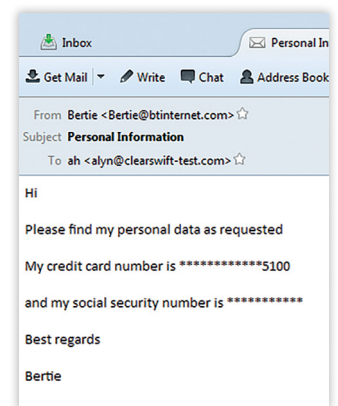 Inbox
Personal In
Get Mail Write Chat Address Book
From Bertie <Bertie@btinternet.com>
Subject Personal Information
To ah <alyn@clearswift-test.com>
Hi
Please find my personal data as requested
My credit card number is ************5100
and my social security number is ***********
Best regards
Bertie